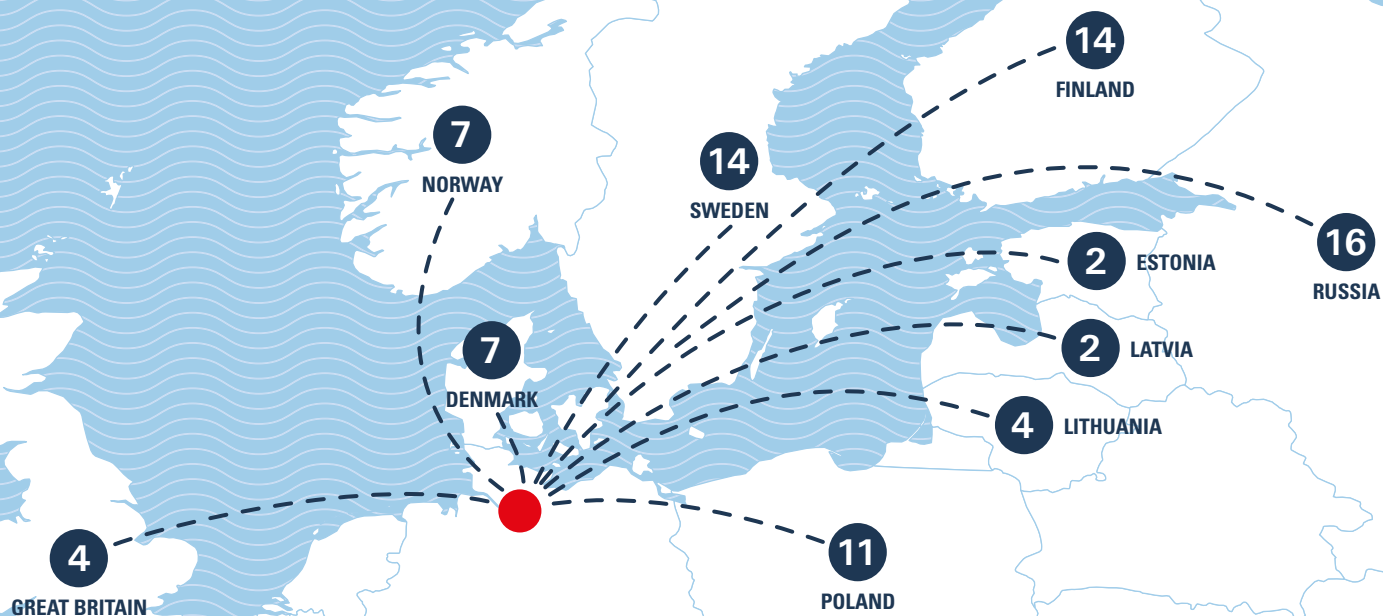 14
FINLAND
7
NORWAY
14
SWEDEN
16
RUSSIA
2 ESTONIA
2 LATVIA
7
DENMARK
4 LITHUANIA
11
POLAND
4
GREAT BRITAIN